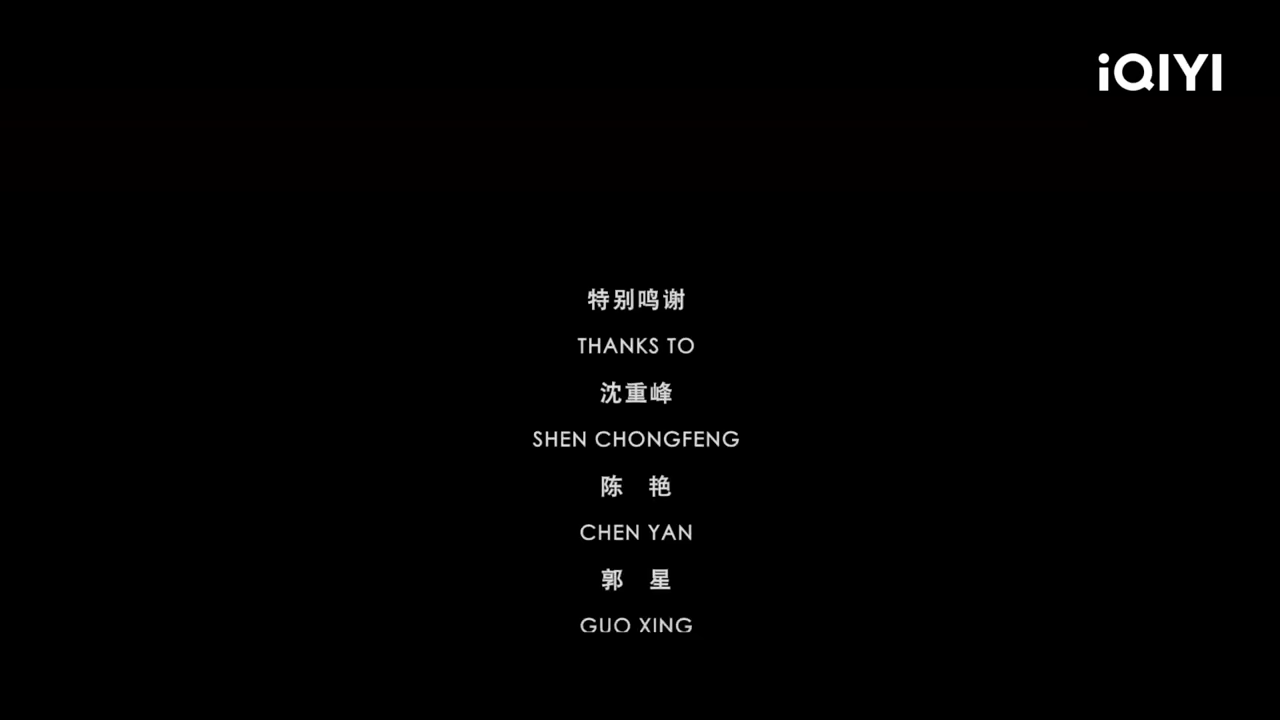 iQIYI
特别鸣谢
THANKS TO
沈重峰
SHEN CHONGFENG
陈 艳
CHEN YAN
郭 星
GUO XING